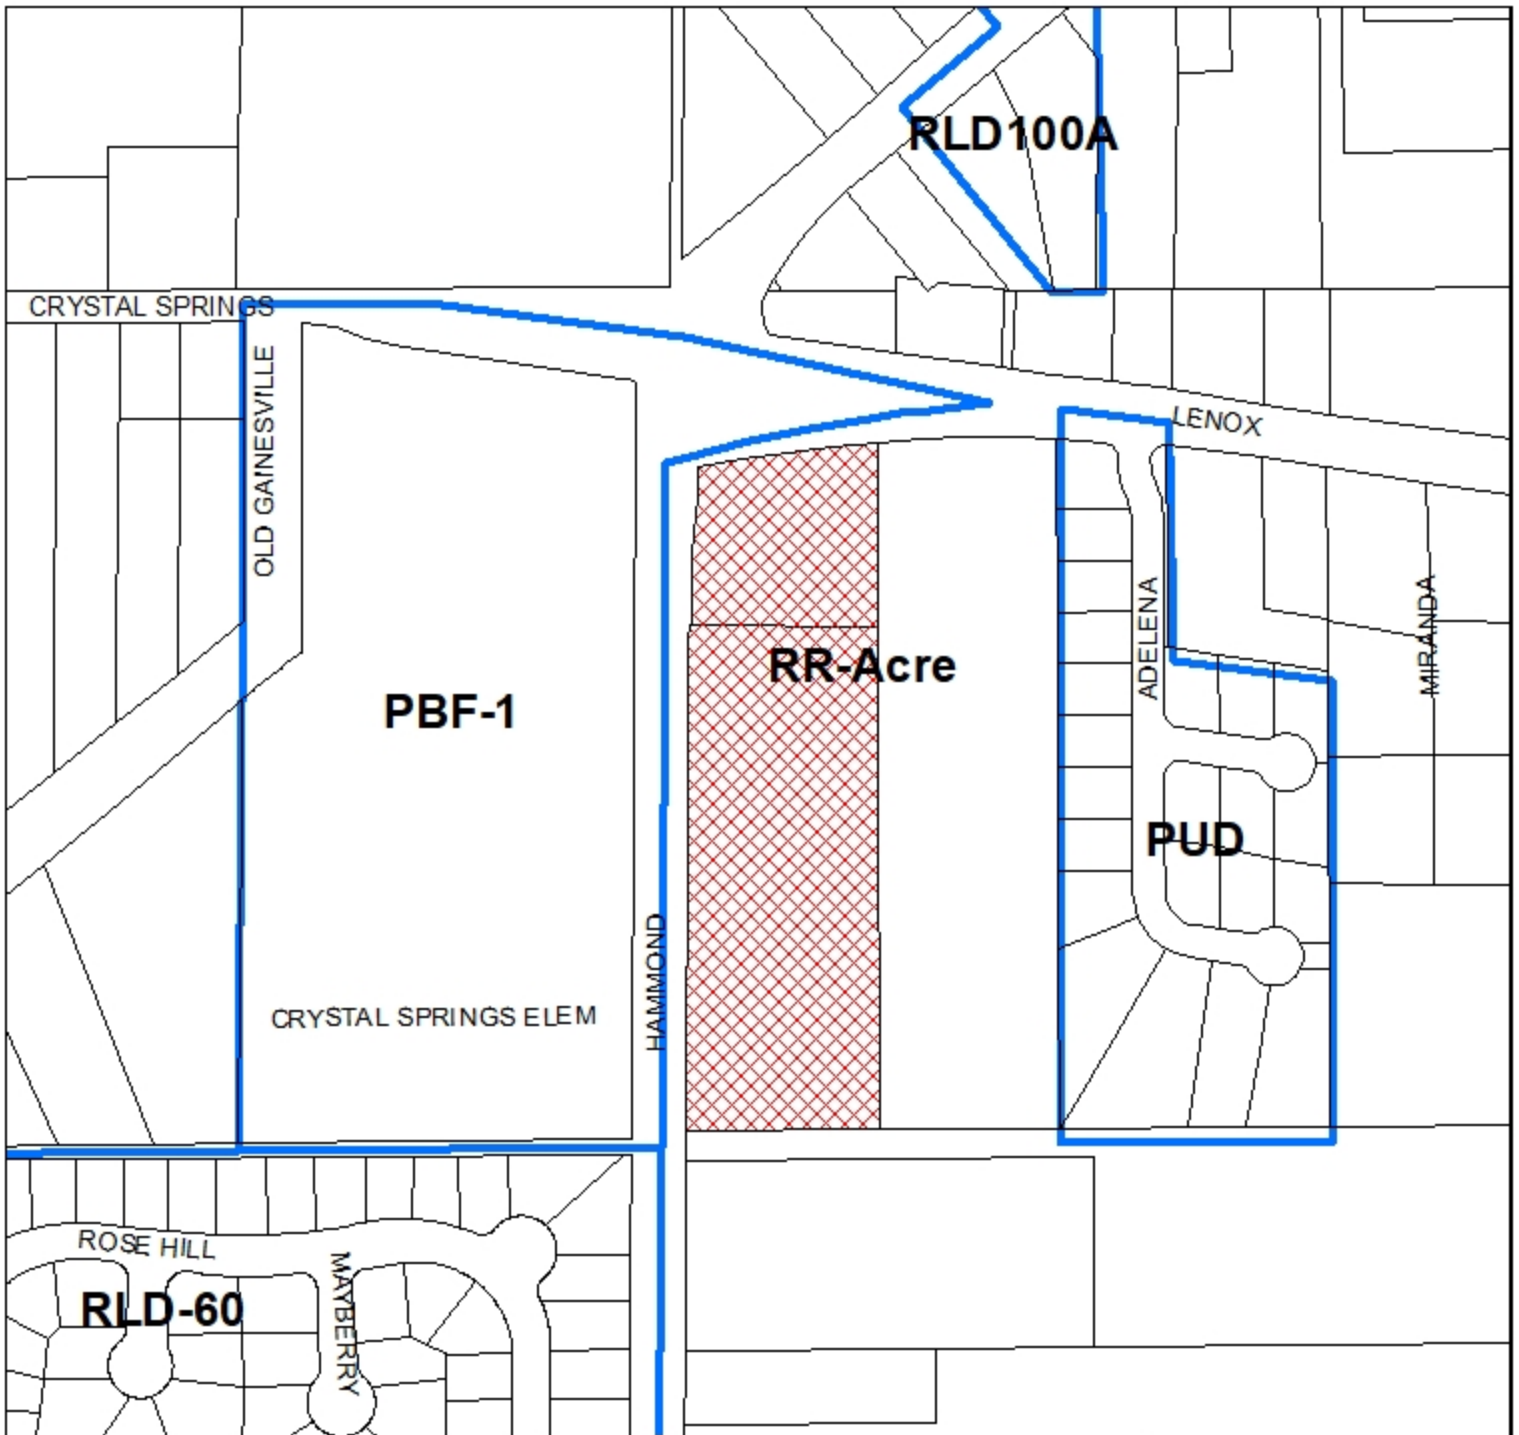 RLD100A
CRYSTAL SPRINGS
OLD GAINESVILLE
LENOX
ADELENA
MIRANDA
RR-Acre
PBF-1
PUD
HAMMOND
CRYSTAL SPRINGS ELEM
ROSE HILL
MAYBERRY
RLD-60